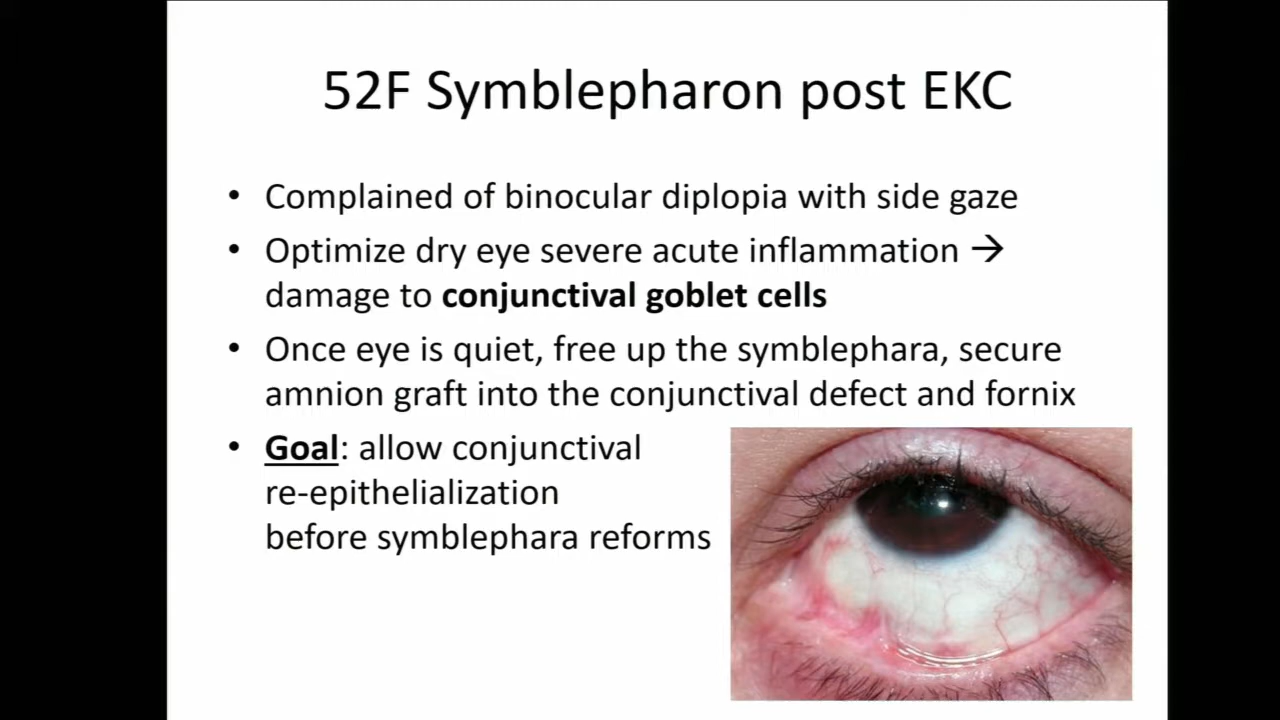 52F Symblepharon post EKC
• Complained of binocular diplopia with side gaze
• Optimize dry eye severe acute inflammation →
damage to conjunctival goblet cells
• Once eye is quiet, free up the symblephara, secure
amnion graft into the conjunctival defect and fornix
• Goal: allow conjunctival
re-epithelialization
before symblephara reforms